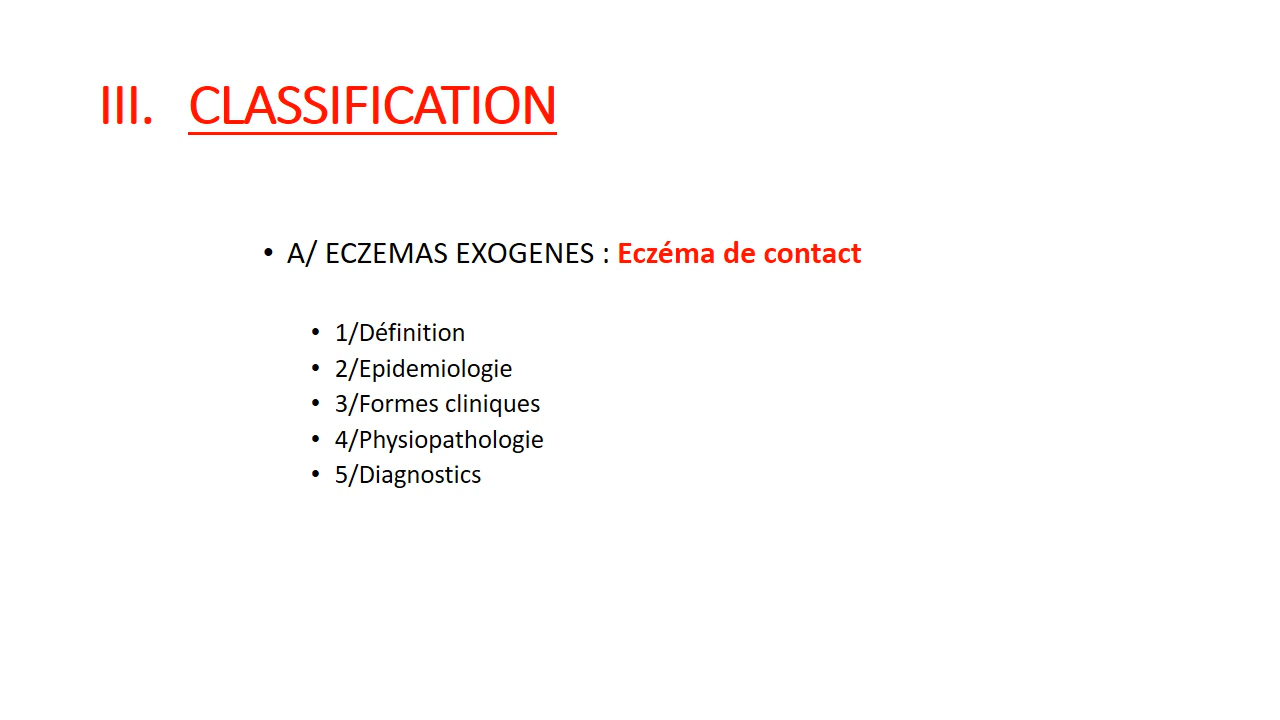 III. CLASSIFICATION
• A/ ECZEMAS EXOGENES : Eczéma de contact
• 1/Définition
• 2/Epidemiologie
• 3/Formes cliniques
• 4/Physiopathologie
• 5/Diagnostics